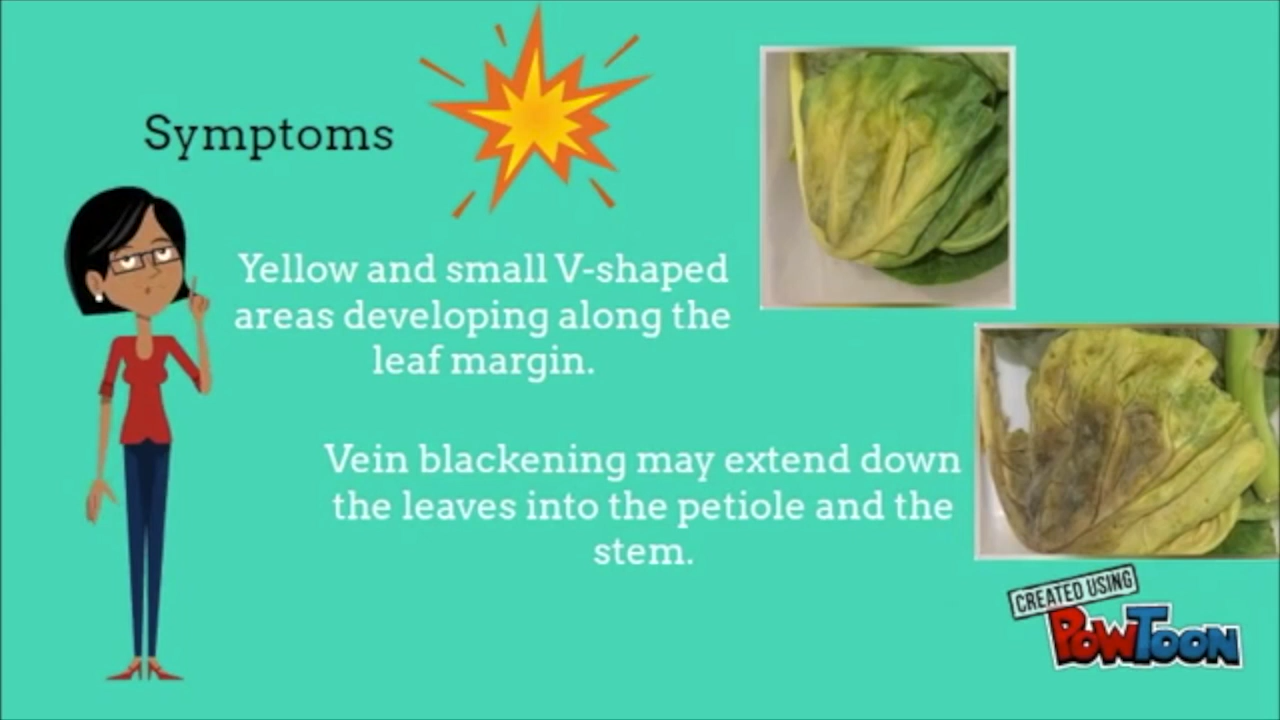 Symptoms
Yellow and small V-shaped
areas developing along the
leaf margin.
Vein blackening may extend down
the leaves into the petiole and the
stem.
CREATED USING
POWTOON